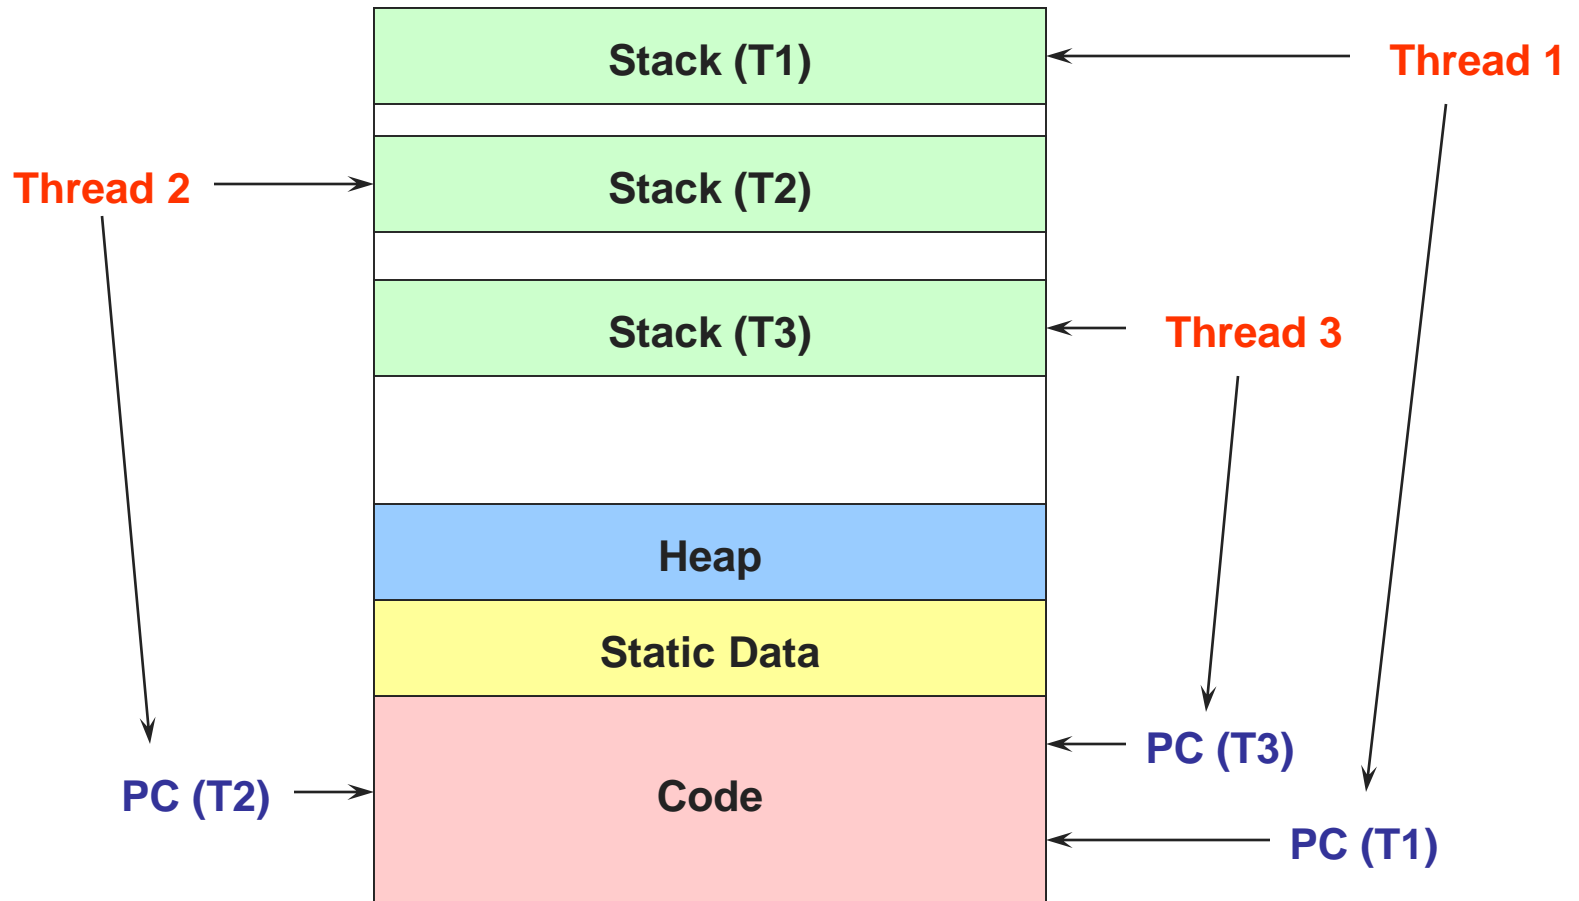 Stack (T1)
Thread 1
Thread 2
Stack (T2)
Stack (T3)
Thread 3
Heap
Static Data
PC (T3)
PC (T2)
Code
PC (T1)